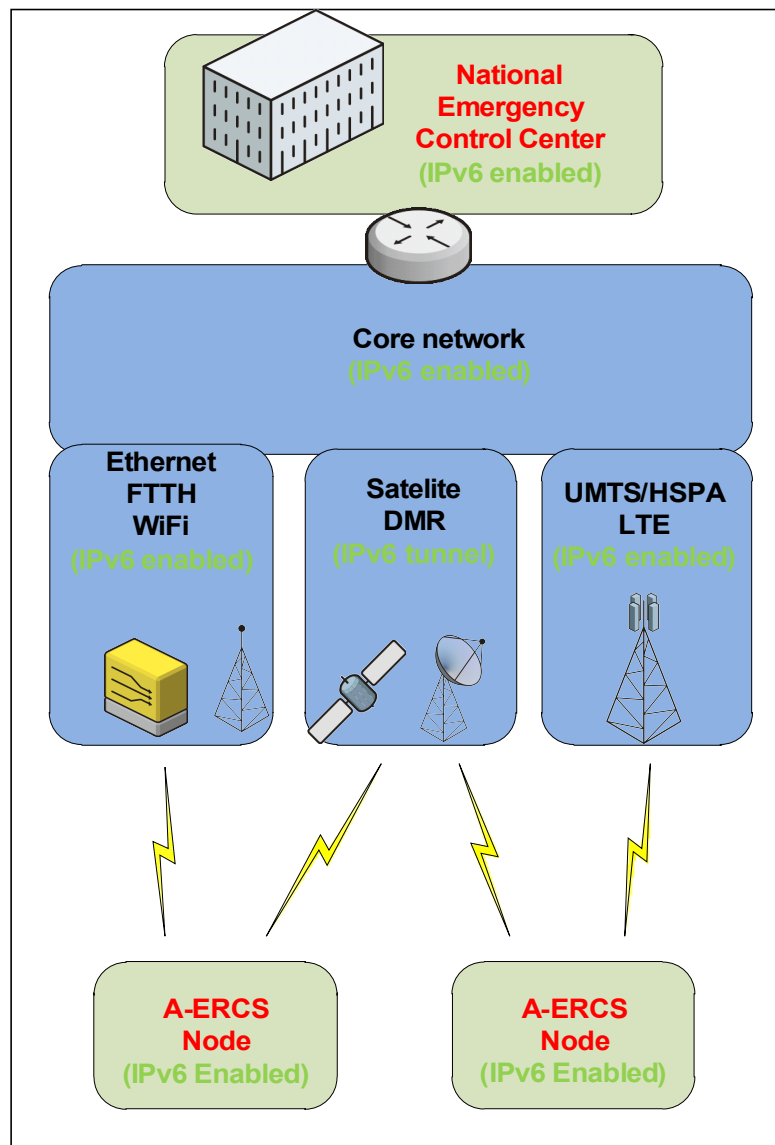 National
Emergency
Control Center
(IPv6 enabled)
Core network
(IPv6 enabled)
Ethernet
FTTH
WiFi
(IPv6 enabled)
Satelite
DMR
(IPv6 tunnel)
UMTS/HSPA
LTE
(IPv6 enabled)
A-ERCS
Node
(IPv6 Enabled)
A-ERCS
Node
(IPv6 Enabled)